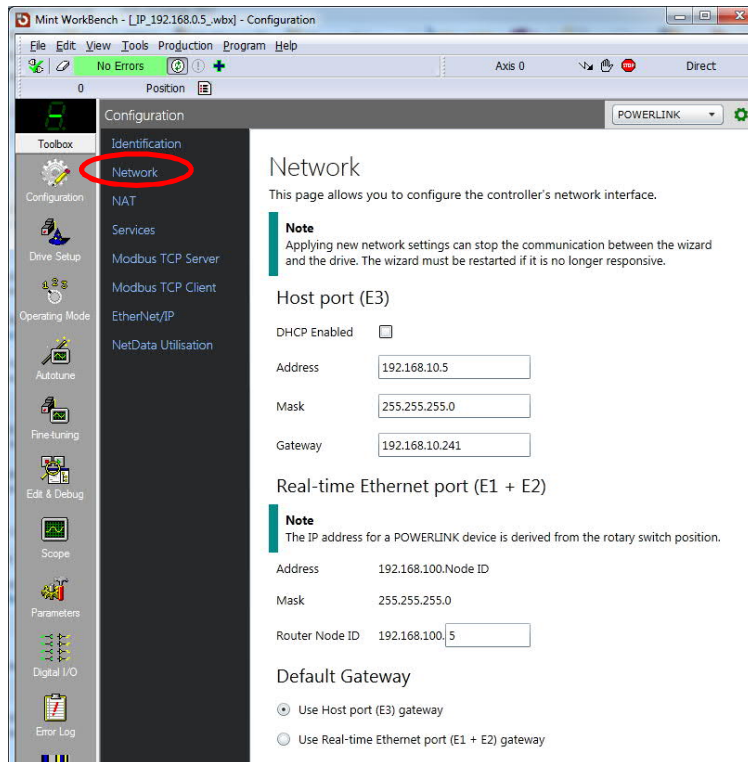 Mint WorkBench - [_IP_192.168.0.5_.wbx] - Configuration
File Edit View Tools Production Program Help
No Errors Axis 0 STOP Direct
0 Position
Configuration POWERLINK
Toolbox
Configuration
Drive Setup
Operating Mode
Autotune
Fine-tuning
Edit & Debug
Scope
Parameters
Digital I/O
Error Log
Identification
Network
NAT
Services
Modbus TCP Server
Modbus TCP Client
EtherNet/IP
NetData Utilisation
Network
This page allows you to configure the controller's network interface.
Note
Applying new network settings can stop the communication between the wizard
and the drive. The wizard must be restarted if it is no longer responsive.
Host port (E3)
DHCP Enabled
Address 192.168.10.5
Mask 255.255.255.0
Gateway 192.168.10.241
Real-time Ethernet port (E1 + E2)
Note
The IP address for a POWERLINK device is derived from the rotary switch position.
Address 192.168.100.Node ID
Mask 255.255.255.0
Router Node ID 192.168.100. 5
Default Gateway
Use Host port (E3) gateway
Use Real-time Ethernet port (E1 + E2) gateway